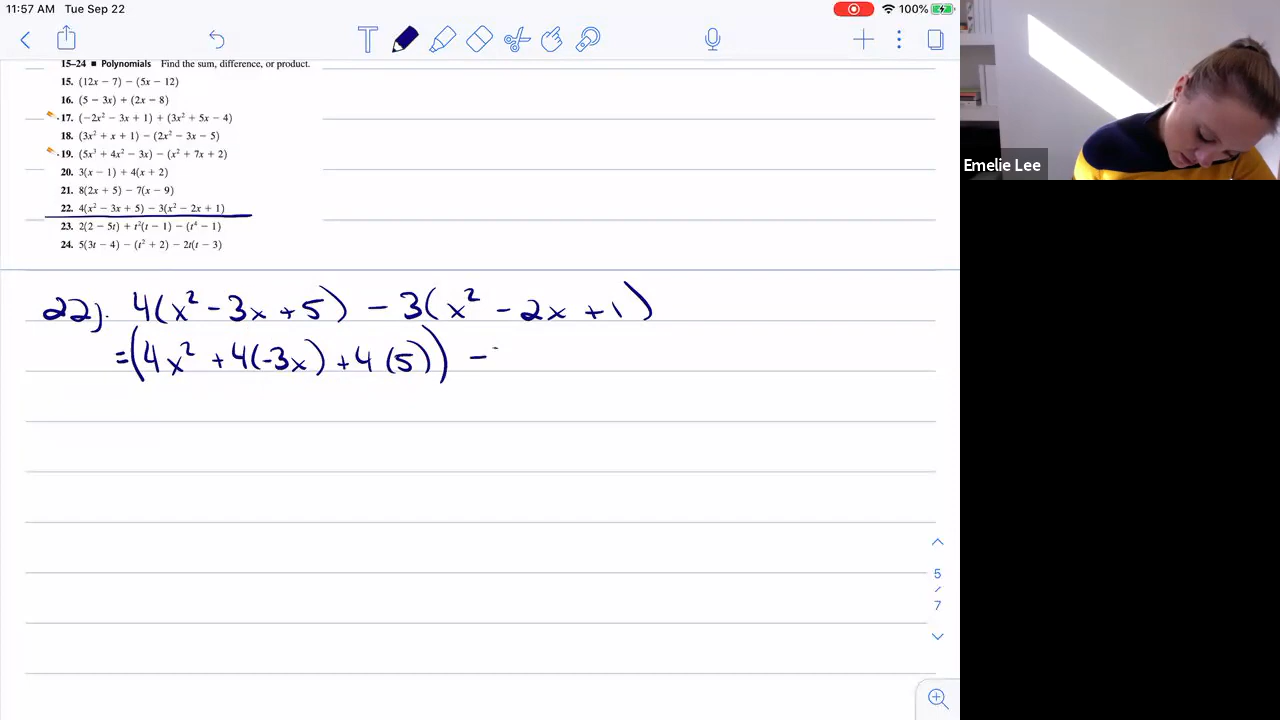 11:57 AM Tue Sep 22
100%
15–24 ■ Polynomials Find the sum, difference, or product.
15. (12x − 7) − (5x − 12)
16. (5 − 3x) + (2x − 8)
17. (−2x² − 3x + 1) + (3x² + 5x − 4)
18. (3x² + x + 1) − (2x² − 3x − 5)
19. (5x³ + 4x² − 3x) − (x² + 7x + 2)
20. 3(x − 1) + 4(x + 2)
21. 8(2x + 5) − 7(x − 9)
22. 4(x² − 3x + 5) − 3(x² − 2x + 1)
23. 2(2 − 5t) + t²(t − 1) − (t⁴ − 1)
24. 5(3t − 4) − (t² + 2) − 2t(t − 3)
Emelie Lee
22). 4(x² − 3x + 5) − 3(x² − 2x + 1)
= (4x² + 4(−3x) + 4(5)) −
5
/
7